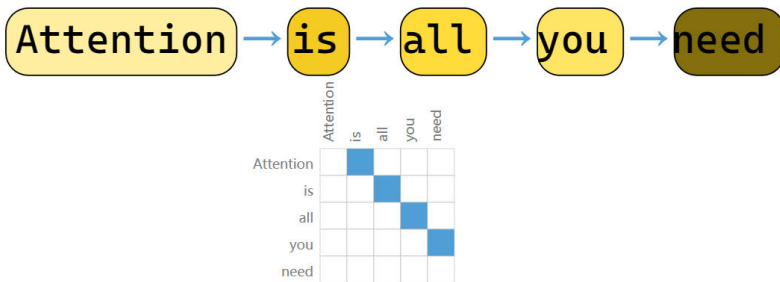 Attention is all you need
Attention is all you need
Attention
is
all
you
need